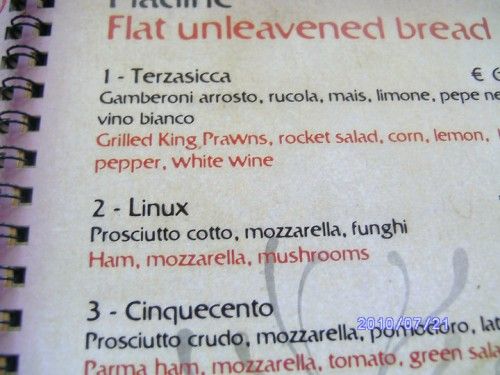 Flat unleavened bread
1 - Terzasicca €
Gamberoni arrosto, rucola, mais, limone, pepe
vino bianco
Grilled King Prawns, rocket salad, corn, lemon,
pepper, white wine
2 - Linux
Prosciutto cotto, mozzarella, funghi
Ham, mozzarella, mushrooms
3 - Cinquecento
2010/07/21
Prosciutto crudo, mozzarella, pomodoro,
Parma ham, mozzarella, tomato, green